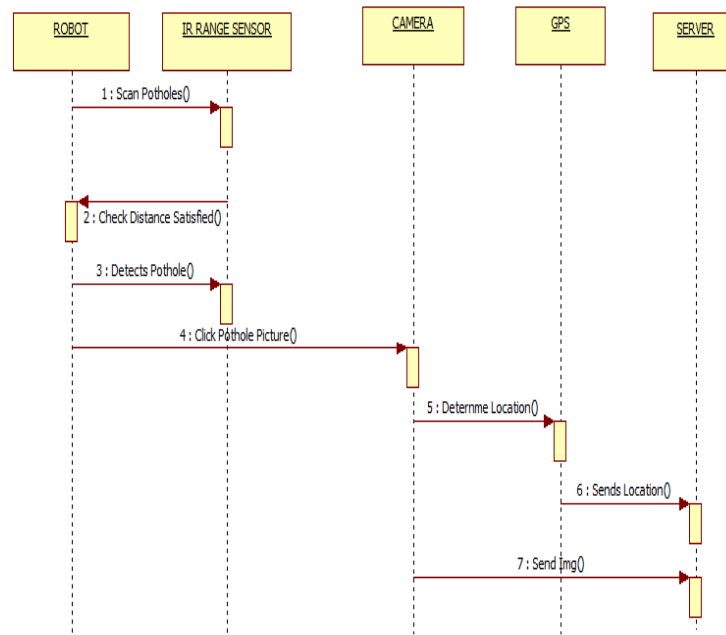 ROBOT
IR RANGE SENSOR
CAMERA
GPS
SERVER
1 : Scan Potholes()
2 : Check Distance Satisfied()
3 : Detects Pothole()
4 : Click Pothole Picture()
5 : Deternme Location()
6 : Sends Location()
7 : Send Img()